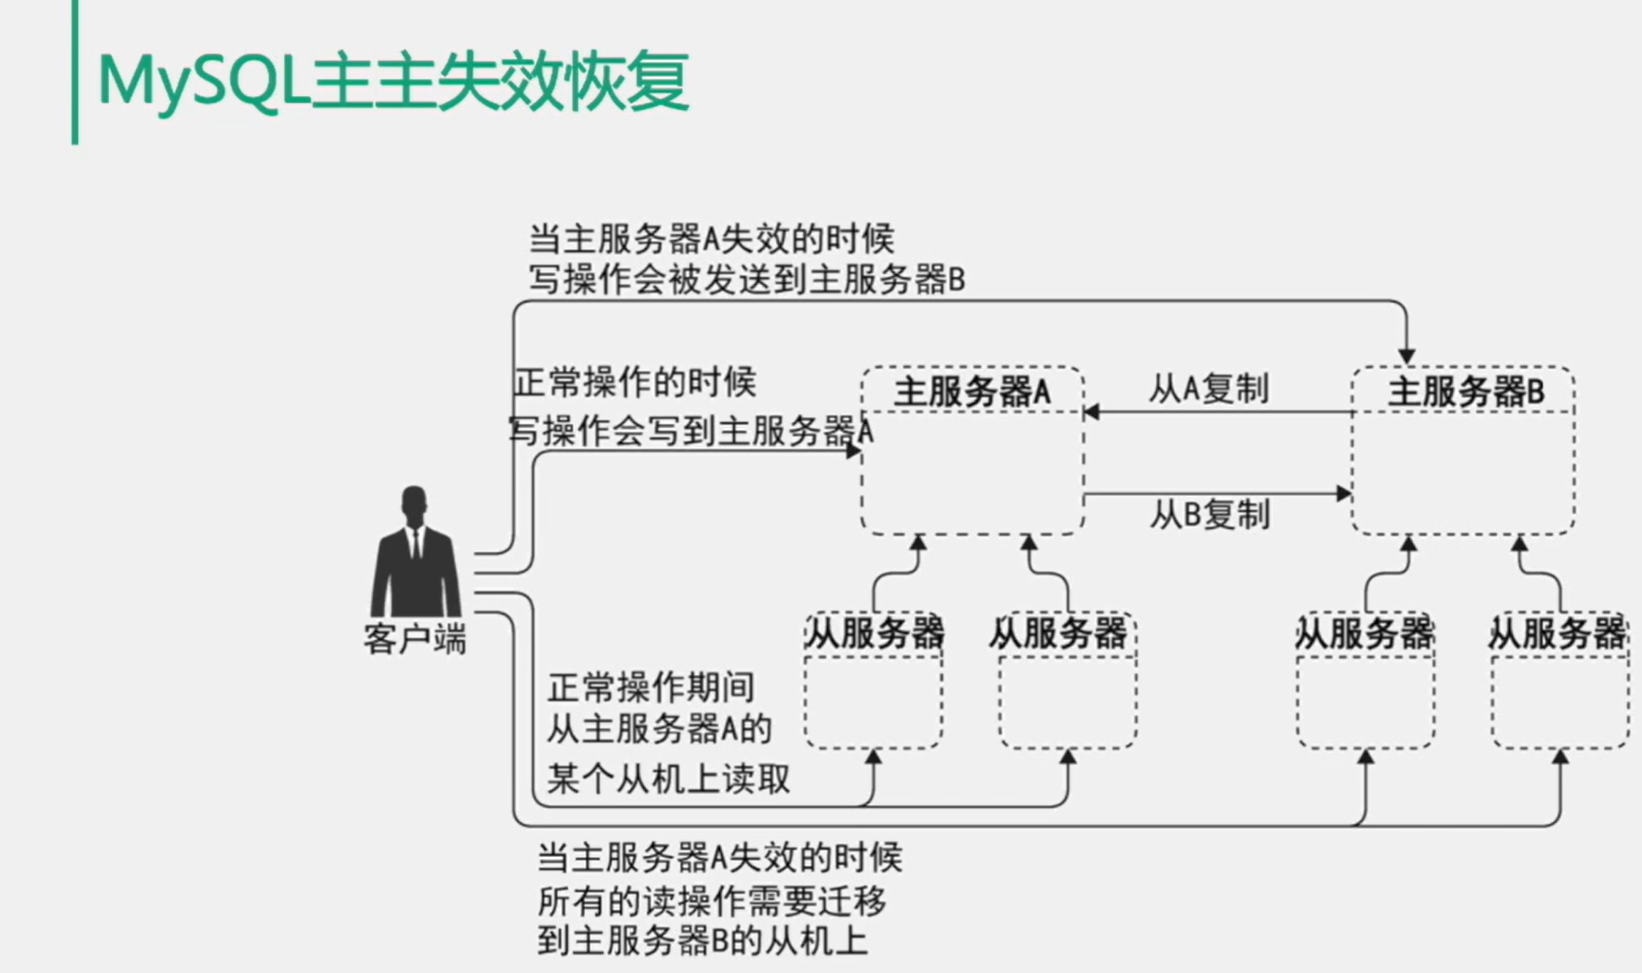 MySQL主主失效恢复
当主服务器A失效的时候
写操作会被发送到主服务器B
正常操作的时候
写操作会写到主服务器A
主服务器A
从A复制
主服务器B
从B复制
客户端
从服务器
从服务器
从服务器
从服务器
正常操作期间
从主服务器A的
某个从机上读取
当主服务器A失效的时候
所有的读操作需要迁移
到主服务器B的从机上